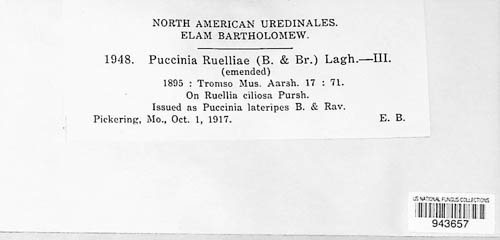 NORTH AMERICAN UREDINALES.
ELAM BARTHOLOMEW.
1948. Puccinia Ruelliae (B. & Br.) Lagh.—III.
(emended)
1895 : Tromso Mus. Aarsh. 17 : 71.
On Ruellia ciliosa Pursh.
Issued as Puccinia lateripes B. & Rav.
Pickering, Mo., Oct. 1, 1917. E. B.
US NATIONAL FUNGUS COLLECTIONS
943657